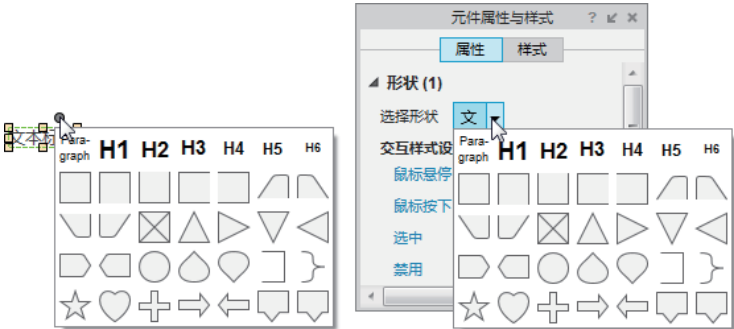 文本标
Para-
graph H1 H2 H3 H4 H5 H6
元件属性与样式
属性 样式
形状 (1)
选择形状 文
交互样式设
鼠标悬停
鼠标按下
选中
禁用
Para-
graph H1 H2 H3 H4 H5 H6